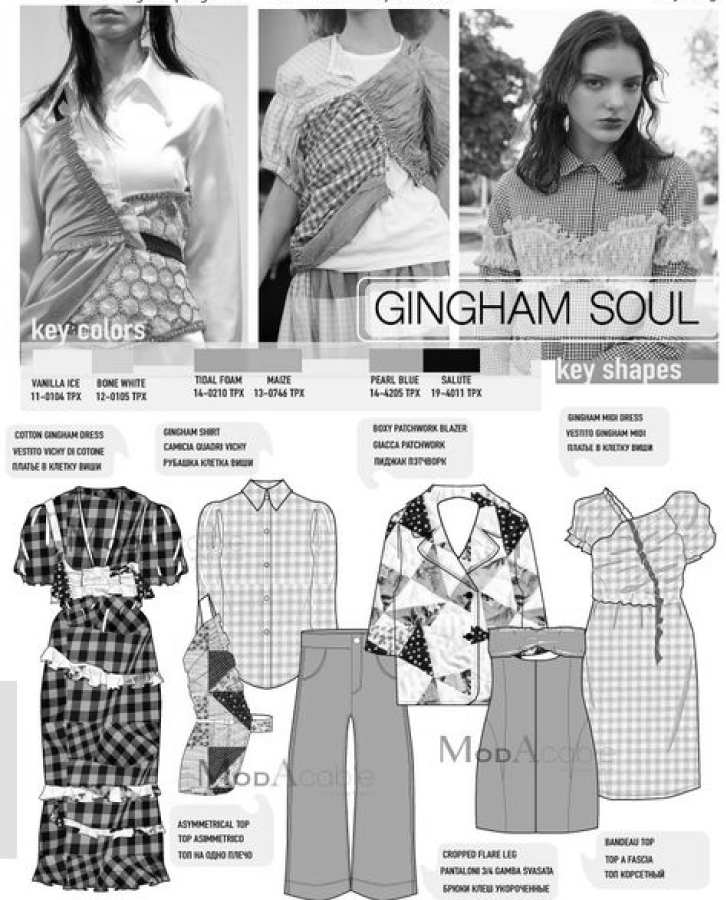 GINGHAM SOUL
key colors
key shapes
VANILLA ICE
11-0104 TPX
BONE WHITE
12-0105 TPX
TIDAL FOAM
14-0210 TPX
MAIZE
13-0746 TPX
PEARL BLUE
14-4205 TPX
SALUTE
19-4011 TPX
COTTON GINGHAM DRESS
VESTITO VICHY DI COTONE
ПЛАТЬЕ В КЛЕТКУ ВИШИ
GINGHAM SHIRT
CAMICIA QUADRI VICHY
РУБАШКА КЛЕТКА ВИШИ
BOXY PATCHWORK BLAZER
GIACCA PATCHWORK
ПИДЖАК ПЭТЧВОРК
GINGHAM MIDI DRESS
VESTITO GINGHAM MIDI
ПЛАТЬЕ В КЛЕТКУ ВИШИ
ModAcable
ModAcable
ASYMMETRICAL TOP
TOP ASIMMETRICO
ТОП НА ОДНО ПЛЕЧО
CROPPED FLARE LEG
PANTALONI 3/4 GAMBA SVASATA
БРЮКИ КЛЕШ УКОРОЧЕННЫЕ
BANDEAU TOP
TOP A FASCIA
ТОП КОРСЕТНЫЙ